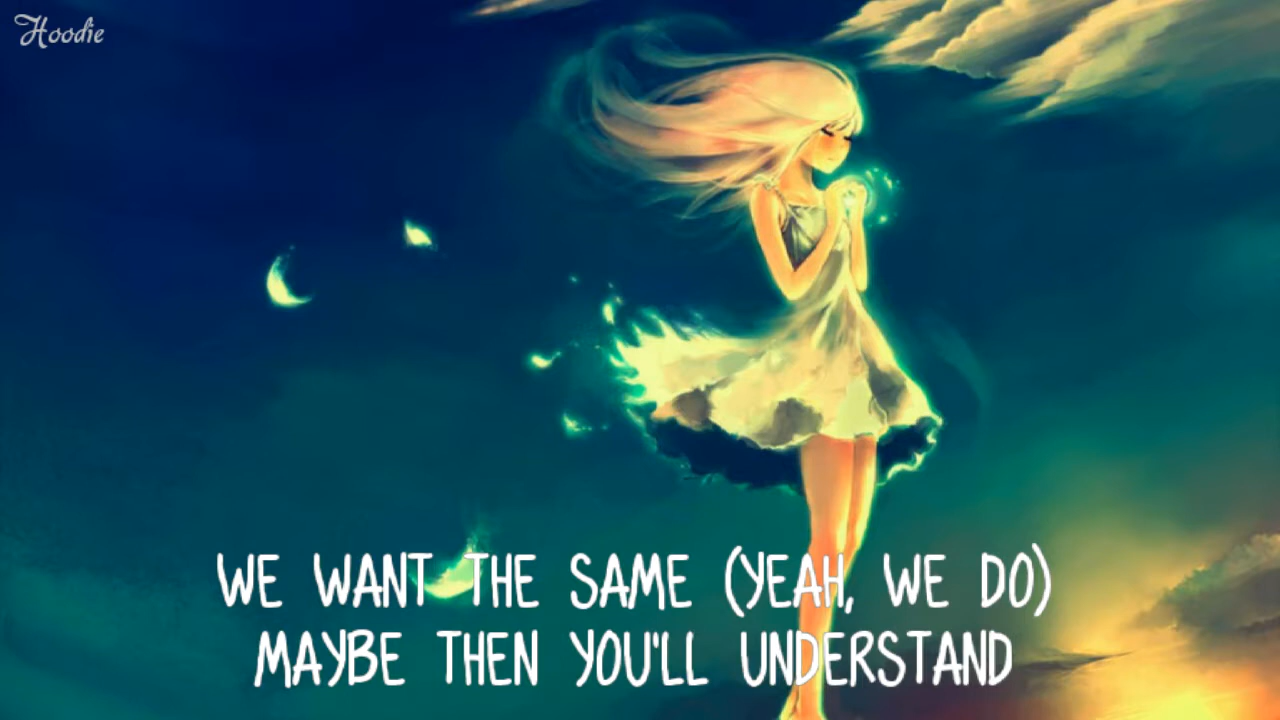 Hoodie
WE WANT THE SAME (YEAH, WE DO)
MAYBE THEN YOU'LL UNDERSTAND